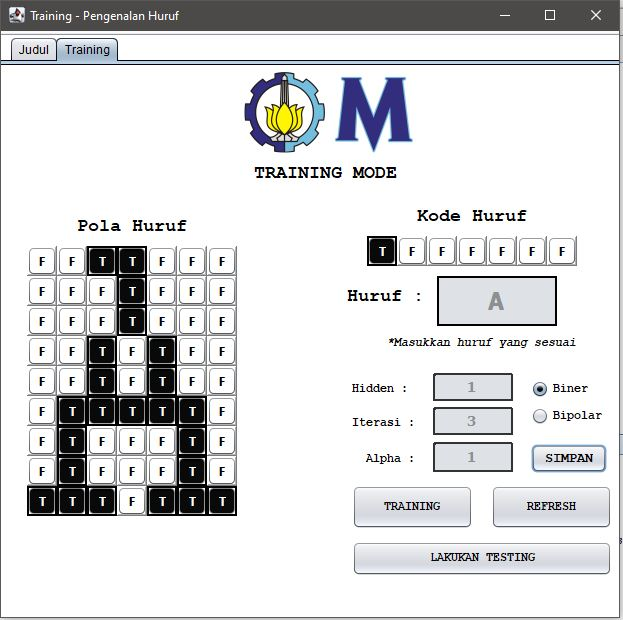 Training - Pengenalan Huruf
Judul Training
M
TRAINING MODE
Pola Huruf
F F T T F F F
F F F T F F F
F F F T F F F
F F T F T F F
F F T F T F F
F T T T T T F
F T F F F T F
F T F F F T F
T T T F T T T
Kode Huruf
T F F F F F F
Huruf : A
*Masukkan huruf yang sesuai
Hidden : 1 Biner
Iterasi : 3 Bipolar
Alpha : 1 SIMPAN
TRAINING REFRESH
LAKUKAN TESTING